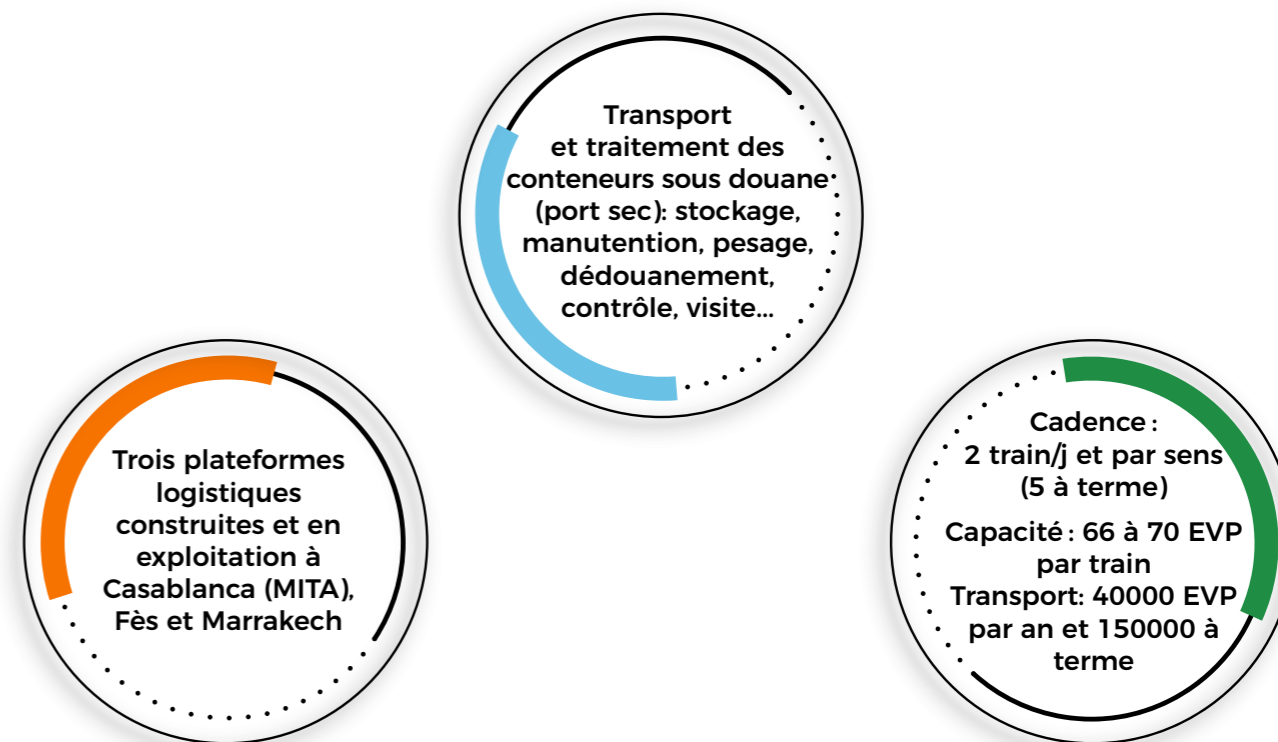 Transport
et traitement des
conteneurs sous douane
(port sec): stockage,
manutention, pesage,
dédouanement,
contrôle, visite...
Trois plateformes
logistiques
construites et en
exploitation à
Casablanca (MITA),
Fès et Marrakech
Cadence :
2 train/j et par sens
(5 à terme)
Capacité : 66 à 70 EVP
par train
Transport: 40000 EVP
par an et 150000 à
terme